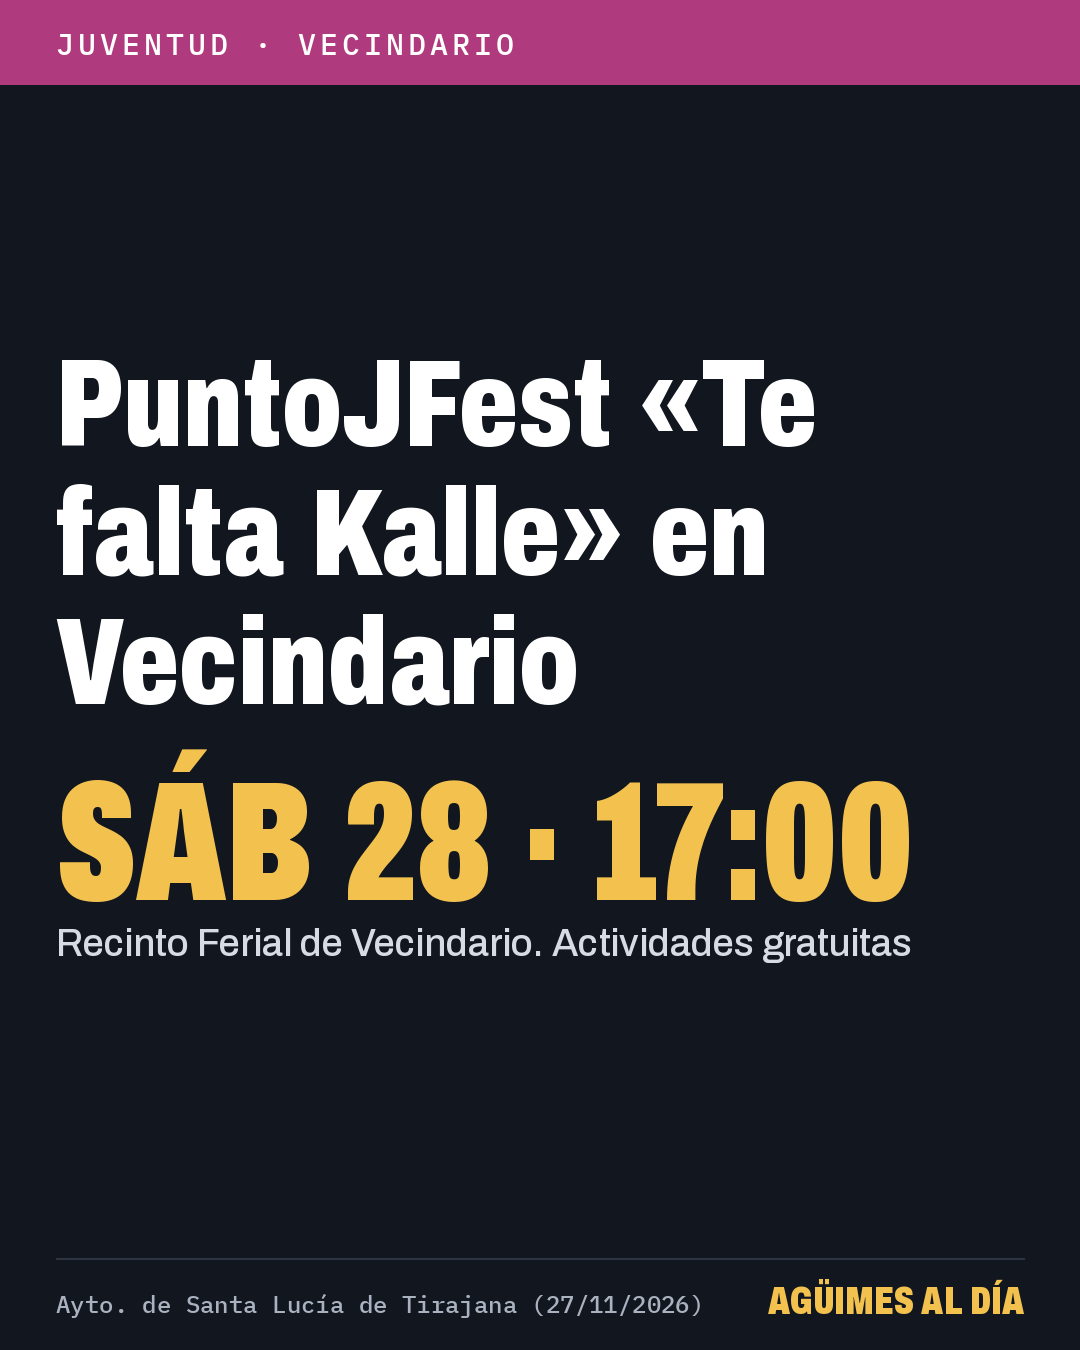 JUVENTUD · VECINDARIO
PuntoJFest «Te
falta Kalle» en
Vecindario
SÁB 28 · 17:00
Recinto Ferial de Vecindario. Actividades gratuitas
Ayto. de Santa Lucía de Tirajana (27/11/2026)
AGÜIMES AL DÍA